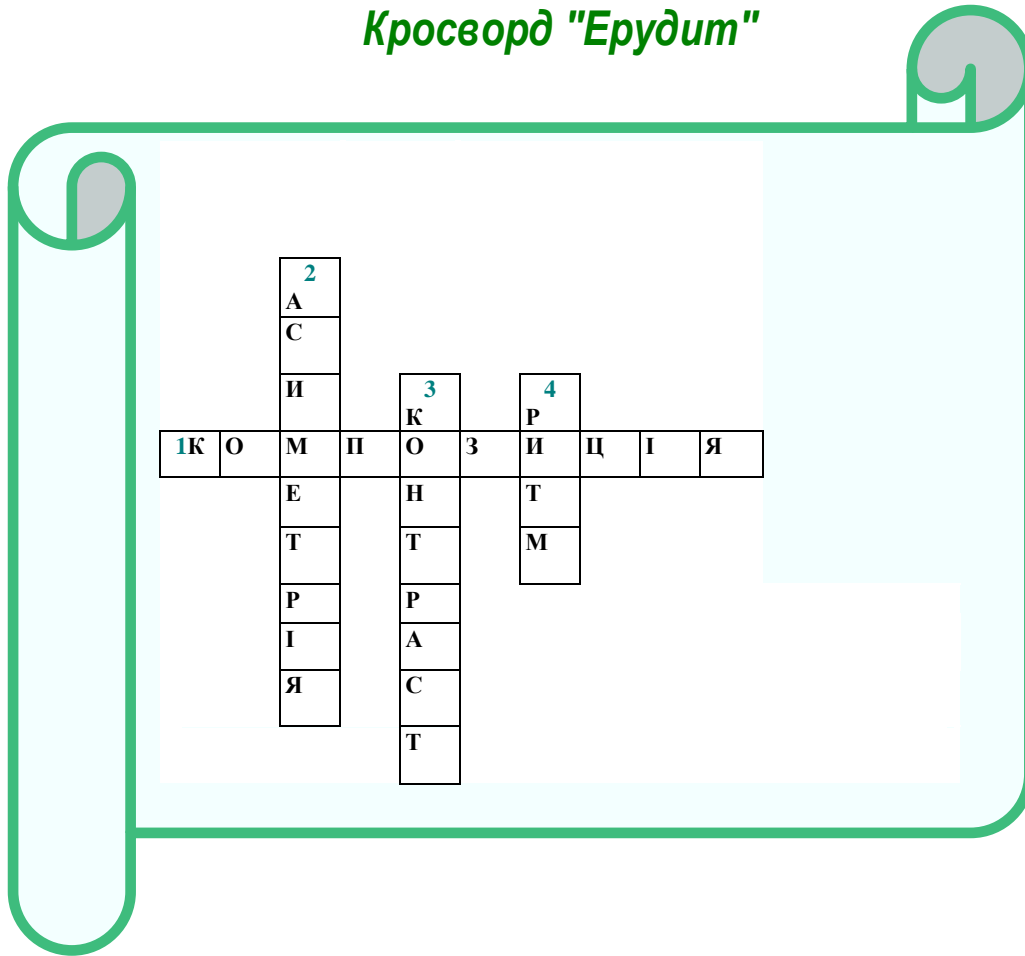 Кросворд "Ерудит"
2
А
С
И 3 4
К Р
1К О М П О З И Ц І Я
Е Н Т
Т Т М
Р Р
І А
Я С
Т